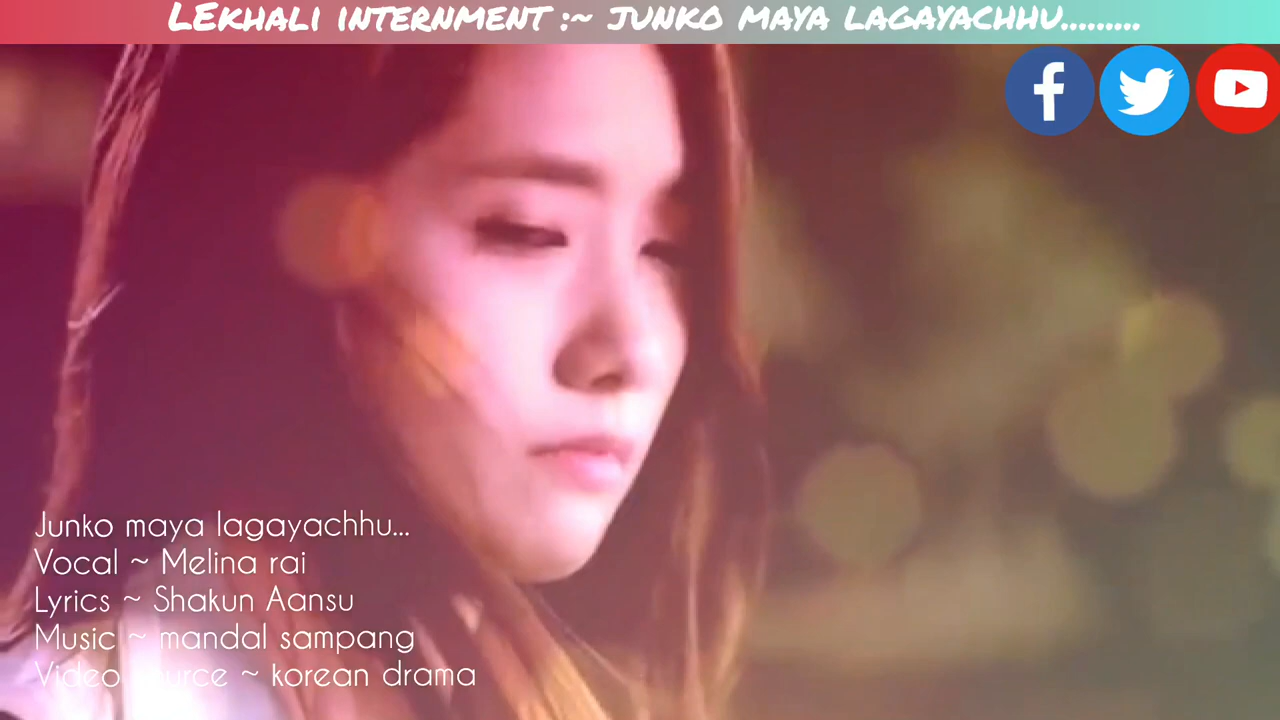 LEKHALI INTERNMENT :~ JUNKO MAYA LAGAYACHHU.........
Junko maya lagayachhu...
Vocal ~ Melina rai
Lyrics ~ Shakun Aansu
Music ~ mandal sampang
Video source ~ korean drama